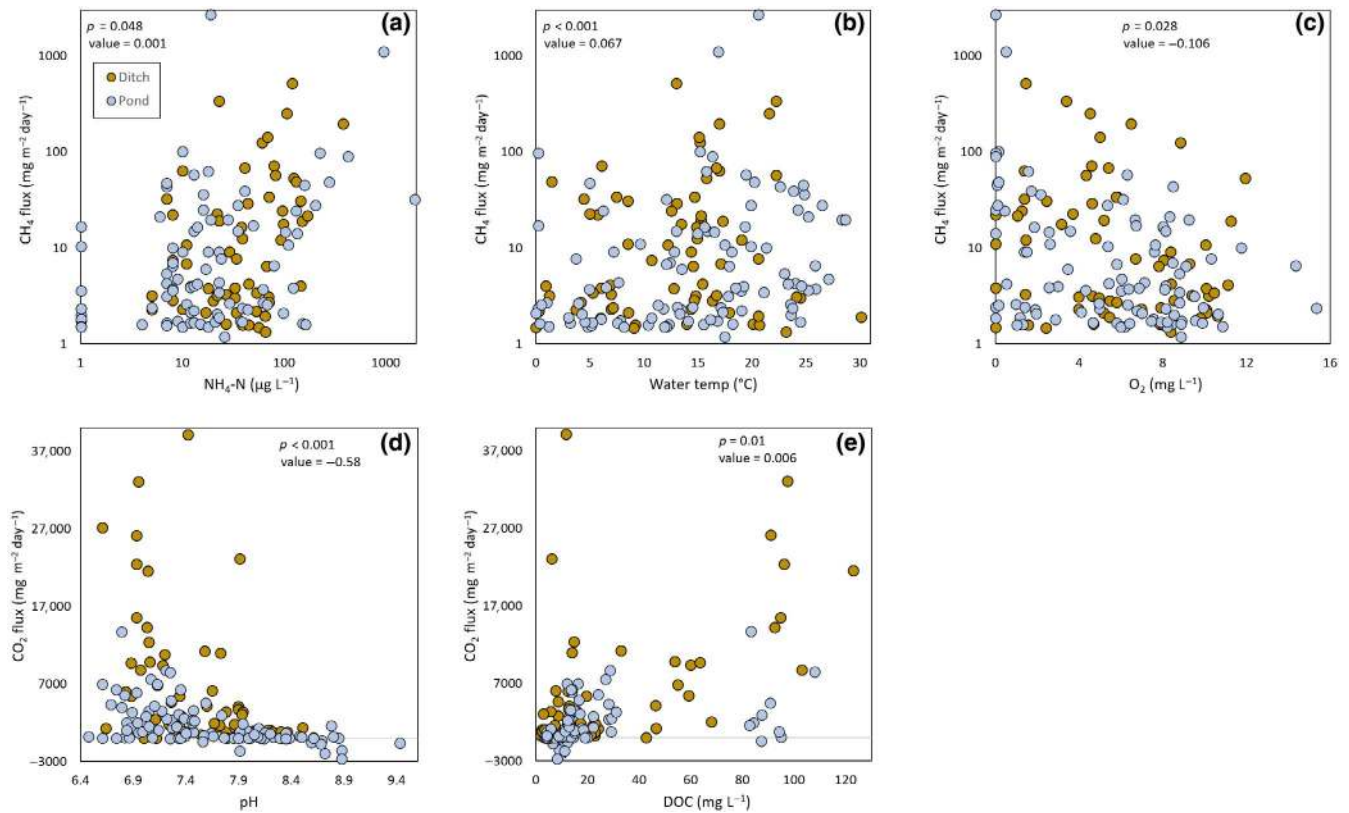 (a)
p = 0.048
value = 0.001
Ditch
Pond
CH₄ flux (mg m⁻² day⁻¹)
1000
100
10
1
1
10
100
1000
NH₄-N (µg L⁻¹)
(b)
p < 0.001
value = 0.067
CH₄ flux (mg m⁻² day⁻¹)
1000
100
10
1
0
5
10
15
20
25
30
Water temp (°C)
(c)
p = 0.028
value = −0.106
CH₄ flux (mg m⁻² day⁻¹)
1000
100
10
1
0
4
8
12
16
O₂ (mg L⁻¹)
(d)
p < 0.001
value = −0.58
CO₂ flux (mg m⁻² day⁻¹)
37,000
27,000
17,000
7000
−3000
6.4
6.9
7.4
7.9
8.4
8.9
9.4
pH
(e)
p = 0.01
value = 0.006
CO₂ flux (mg m⁻² day⁻¹)
37,000
27,000
17,000
7000
−3000
0
20
40
60
80
100
120
DOC (mg L⁻¹)